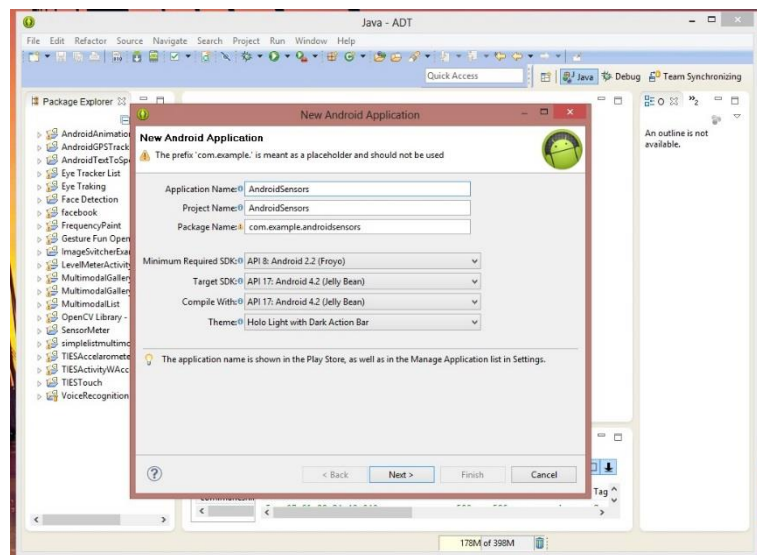 Java - ADT
File Edit Refactor Source Navigate Search Project Run Window Help
Quick Access
Java
Debug
Team Synchronizing
Package Explorer
AndroidAnimatio
AndroidGPSTrack
AndroidTextToSpe
Eye Tracker List
Eye Traking
Face Detection
facebook
FrequencyPaint
Gesture Fun Open
ImageSvitcherExa
LevelMeterActivit
MultimodalGallery
MultimodalGallery
MultimodalList
OpenCV Library -
SensorMeter
simplelistmultimo
TIESAccelaromete
TIESActivityWAcc
TIESTouch
VoiceRecognition
New Android Application
New Android Application
The prefix 'com.example.' is meant as a placeholder and should not be used
Application Name: AndroidSensors
Project Name: AndroidSensors
Package Name: com.example.androidsensors
Minimum Required SDK: API 8: Android 2.2 (Froyo)
Target SDK: API 17: Android 4.2 (Jelly Bean)
Compile With: API 17: Android 4.2 (Jelly Bean)
Theme: Holo Light with Dark Action Bar
The application name is shown in the Play Store, as well as in the Manage Application list in Settings.
< Back
Next >
Finish
Cancel
An outline is not
available.
Tag
178M of 398M